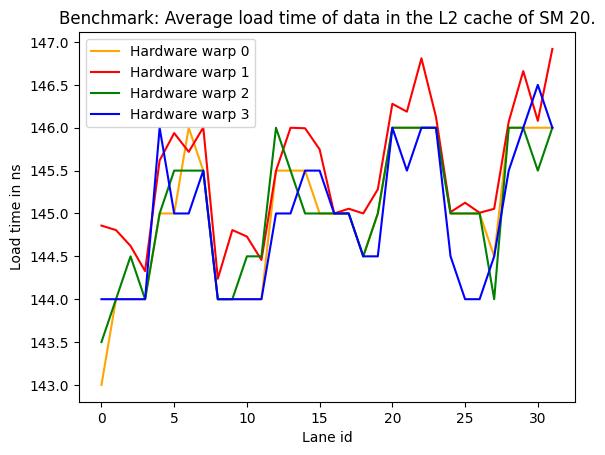 Benchmark: Average load time of data in the L2 cache of SM 20.
Hardware warp 0
Hardware warp 1
Hardware warp 2
Hardware warp 3
147.0
146.5
146.0
145.5
145.0
144.5
144.0
143.5
143.0
Load time in ns
0 5 10 15 20 25 30
Lane id